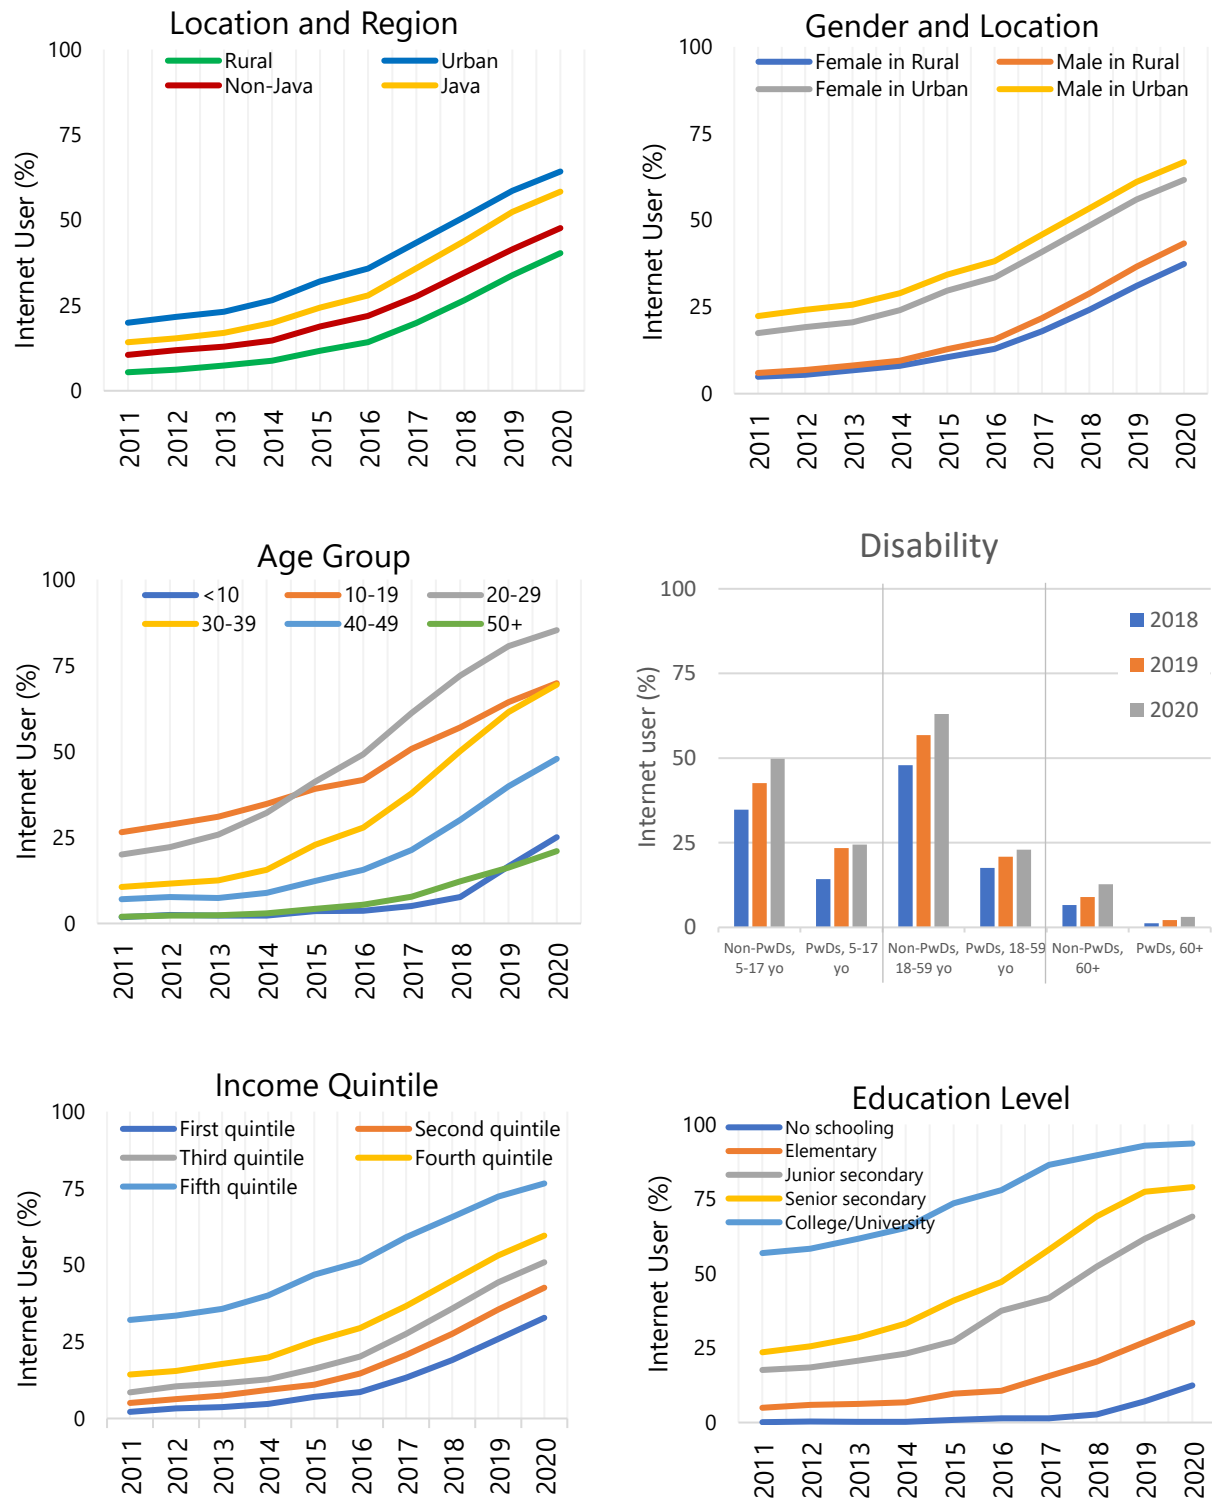 Location and Region
100
75
50
25
0
Internet User (%)
Rural
Urban
Non-Java
Java
2011
2012
2013
2014
2015
2016
2017
2018
2019
2020
Gender and Location
100
75
50
25
0
Internet User (%)
Female in Rural
Male in Rural
Female in Urban
Male in Urban
2011
2012
2013
2014
2015
2016
2017
2018
2019
2020
Age Group
100
75
50
25
0
Internet User (%)
<10
10-19
20-29
30-39
40-49
50+
2011
2012
2013
2014
2015
2016
2017
2018
2019
2020
Disability
100
75
50
25
0
Internet user (%)
2018
2019
2020
Non-PwDs,
5-17 yo
PwDs, 5-17
yo
Non-PwDs,
18-59 yo
PwDs, 18-59
yo
Non-PwDs,
60+
PwDs, 60+
Income Quintile
100
75
50
25
0
Internet User (%)
First quintile
Second quintile
Third quintile
Fourth quintile
Fifth quintile
2011
2012
2013
2014
2015
2016
2017
2018
2019
2020
Education Level
100
75
50
25
0
Internet User (%)
No schooling
Elementary
Junior secondary
Senior secondary
College/University
2011
2012
2013
2014
2015
2016
2017
2018
2019
2020